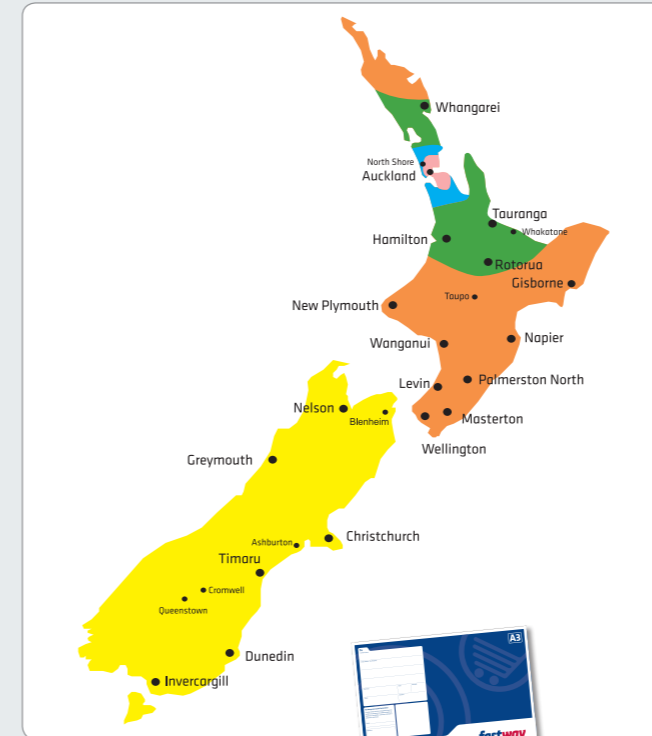 Whangarei
North Shore
Auckland
Tauranga
Whakatane
Hamilton
Rotorua
Gisborne
Taupo
New Plymouth
Napier
Wanganui
Levin
Palmerston North
Nelson
Blenheim
Masterton
Wellington
Greymouth
Christchurch
Ashburton
Timaru
Cromwell
Queenstown
Dunedin
Invercargill
A3
fastway